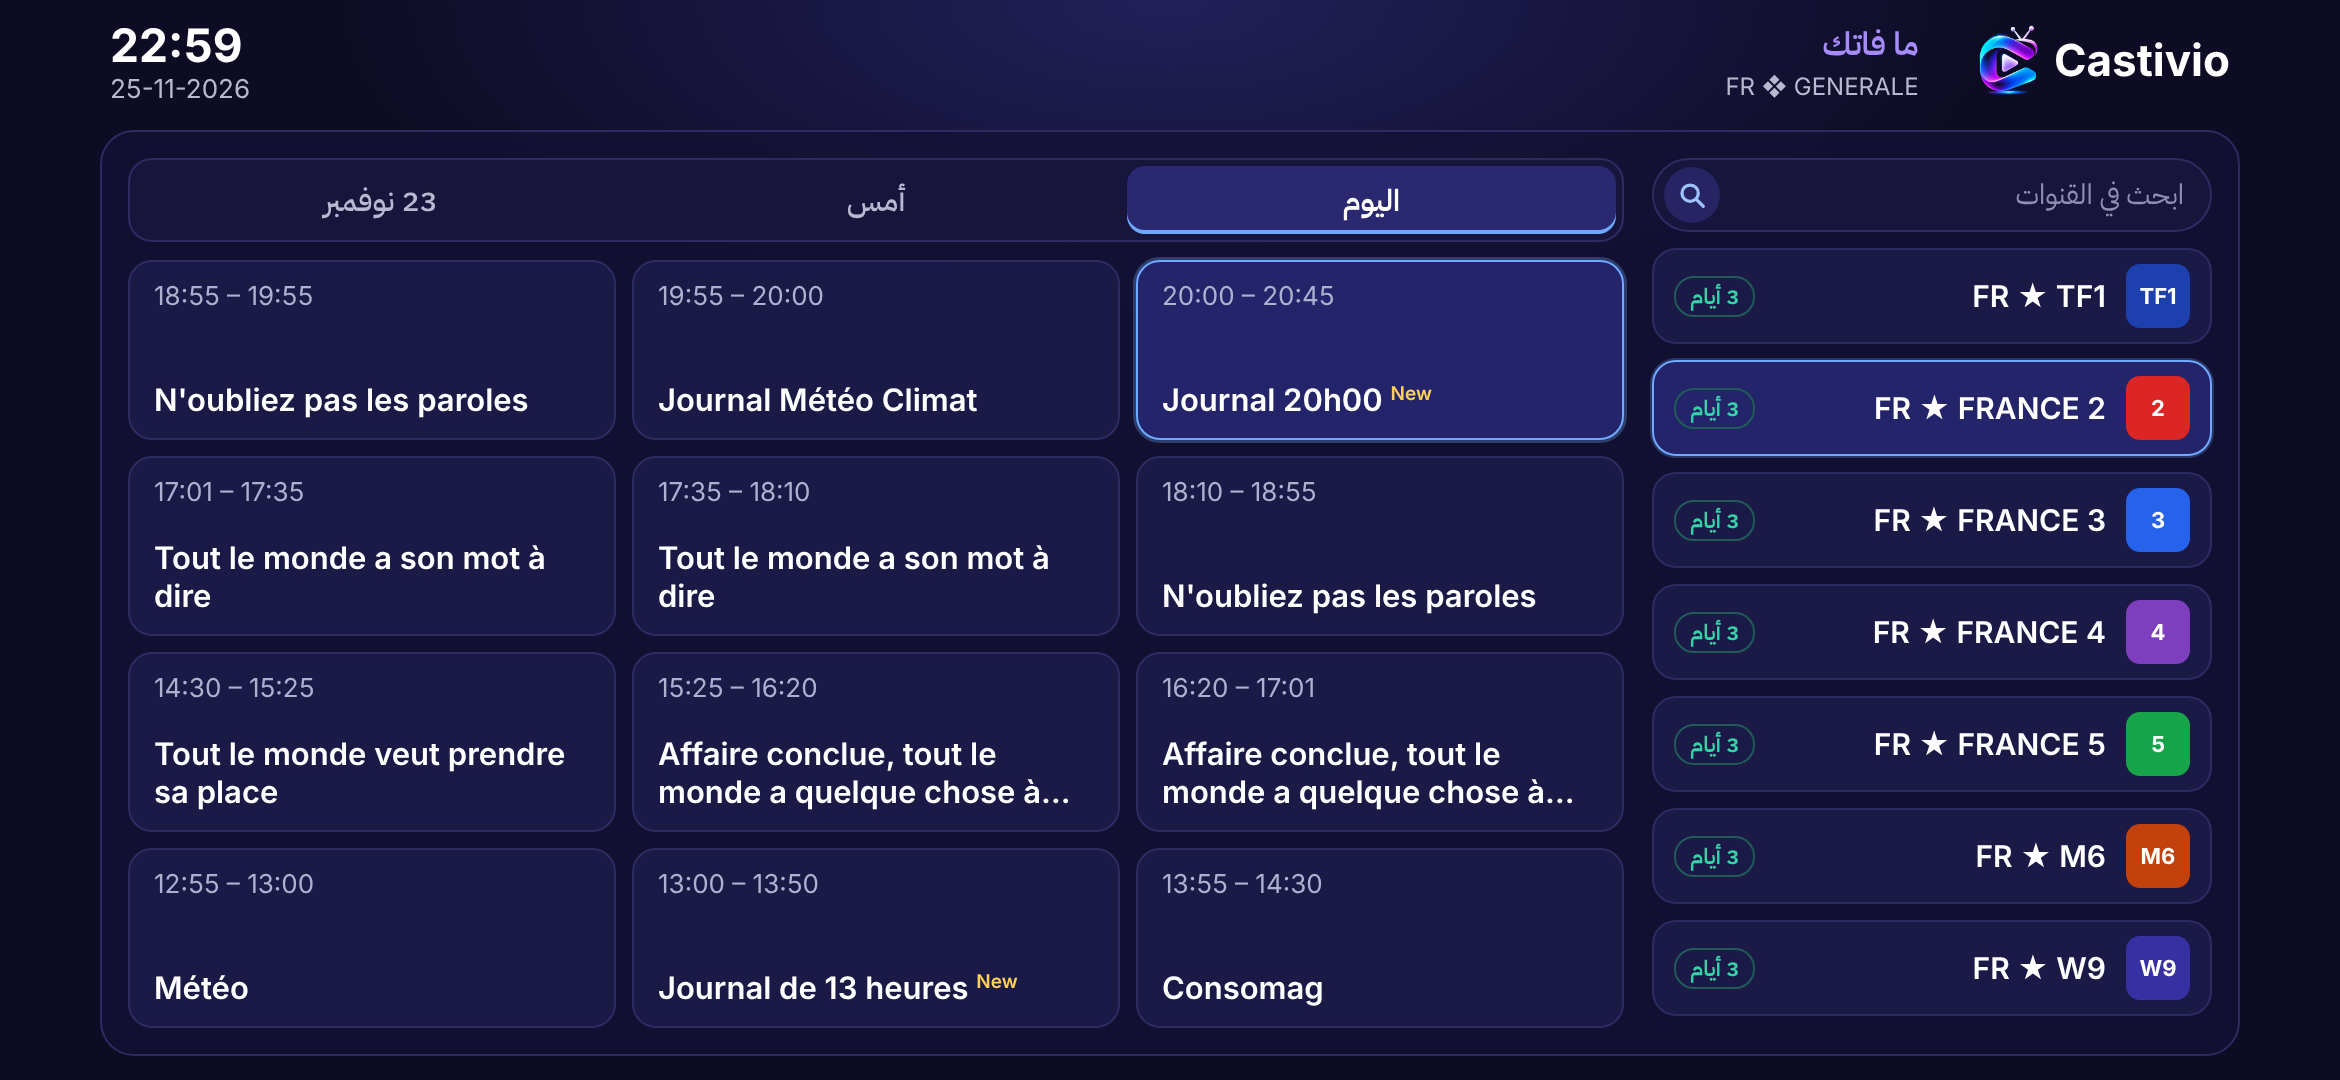 Castivio
ما فاتك
FR ❖ GENERALE
22:59
25-11-2026
ابحث في القنوات
FR ★ TF1
TF1
3 أيام
FR ★ FRANCE 2
2
3 أيام
FR ★ FRANCE 3
3
3 أيام
FR ★ FRANCE 4
4
3 أيام
FR ★ FRANCE 5
5
3 أيام
FR ★ M6
M6
3 أيام
FR ★ W9
W9
3 أيام
اليوم
أمس
23 نوفمبر
20:00 – 20:45
Journal 20h00 New
19:55 – 20:00
Journal Météo Climat
18:55 – 19:55
N'oubliez pas les paroles
18:10 – 18:55
N'oubliez pas les paroles
17:35 – 18:10
Tout le monde a son mot à
dire
17:01 – 17:35
Tout le monde a son mot à
dire
16:20 – 17:01
Affaire conclue, tout le
monde a quelque chose à...
15:25 – 16:20
Affaire conclue, tout le
monde a quelque chose à...
14:30 – 15:25
Tout le monde veut prendre
sa place
13:55 – 14:30
Consomag
13:00 – 13:50
Journal de 13 heures New
12:55 – 13:00
Météo